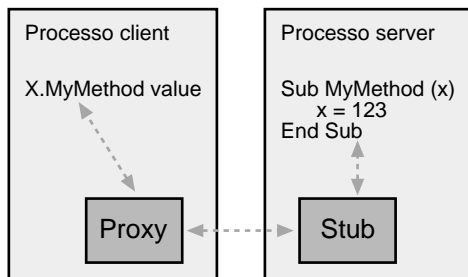 Processo client
X.MyMethod value
Proxy
Processo server
Sub MyMethod (x)
x = 123
End Sub
Stub